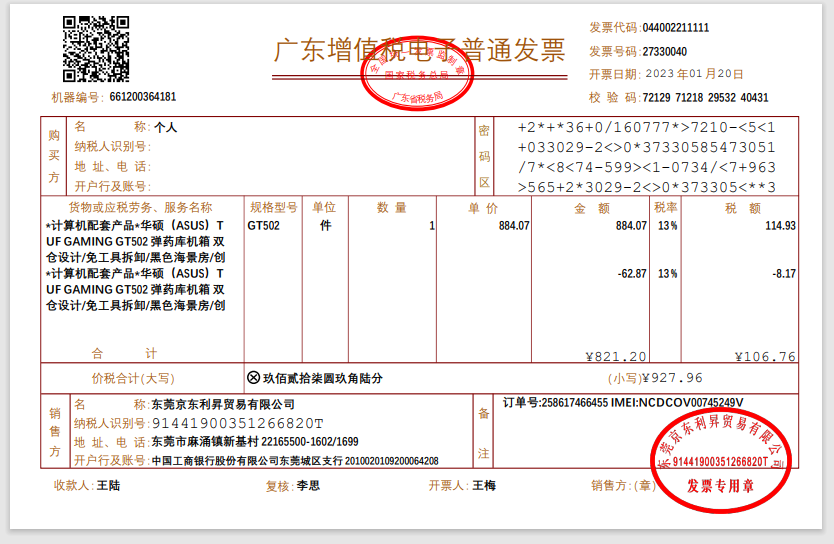 广东增值税电子普通发票
全国统一发票监制章
国家税务总局
广东省税务局
发票代码:044002211111
发票号码:27330040
开票日期: 2023 年01 月20日
校 验 码:72129 71218 29532 40431
机器编号: 661200364181
购买方
名 称:个人
纳税人识别号:
地 址、电 话:
开户行及账号:
密码区
+2*+*36+0/160777*>7210-<5<1
+033029-2<>0*37330585473051
/7*<8<74-599><1-0734/<7+963
>565+2*3029-2<>0*373305<**3
货物或应税劳务、服务名称 规格型号 单位 数 量 单 价 金 额 税率 税 额
*计算机配套产品*华硕（ASUS）T GT502 件 1 884.07 884.07 13% 114.93
UF GAMING GT502 弹药库机箱 双
仓设计/免工具拆卸/黑色海景房/创
*计算机配套产品*华硕（ASUS）T -62.87 13% -8.17
UF GAMING GT502 弹药库机箱 双
仓设计/免工具拆卸/黑色海景房/创
合 计 ¥821.20 ¥106.76
价税合计(大写) ⊗玖佰贰拾柒圆玖角陆分 (小写)¥927.96
销售方
名 称:东莞京东利昇贸易有限公司
纳税人识别号:91441900351266820T
地 址、电 话:东莞市麻涌镇新基村 22165500-1602/1699
开户行及账号:中国工商银行股份有限公司东莞城区支行 2010020109200064208
备注
订单号:258617466455 IMEI:NCDCOV00745249V
东莞京东利昇贸易有限公司
91441900351266820T
发票专用章
收款人:王陆 复核:李思 开票人:王梅 销售方:(章)